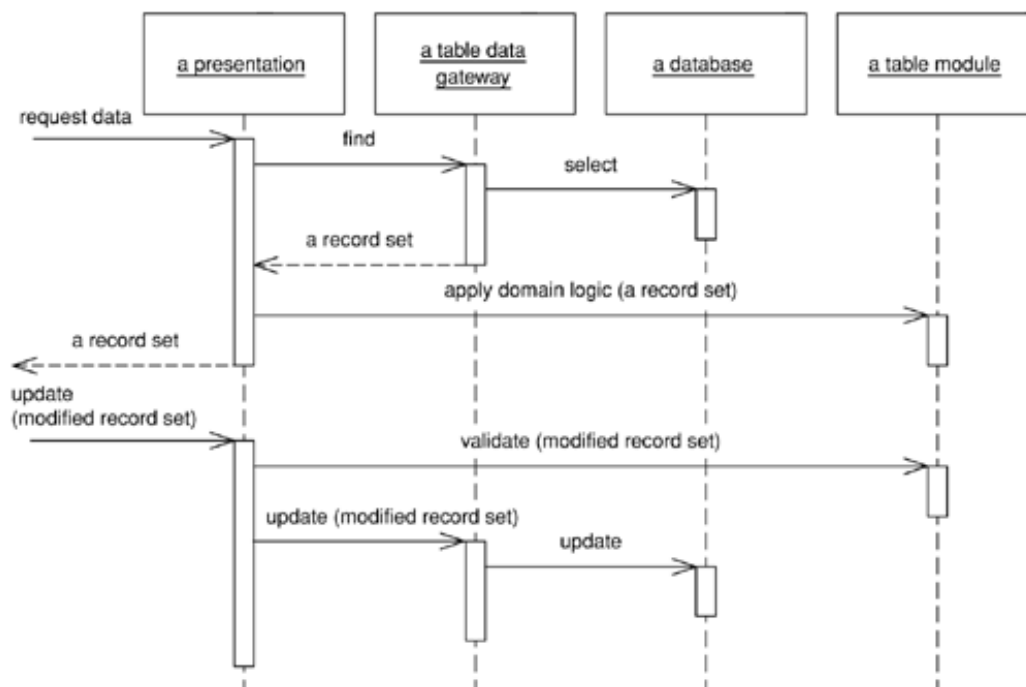 a presentation
a table data
gateway
a database
a table module
request data
find
select
a record set
apply domain logic (a record set)
a record set
update
(modified record set)
validate (modified record set)
update (modified record set)
update